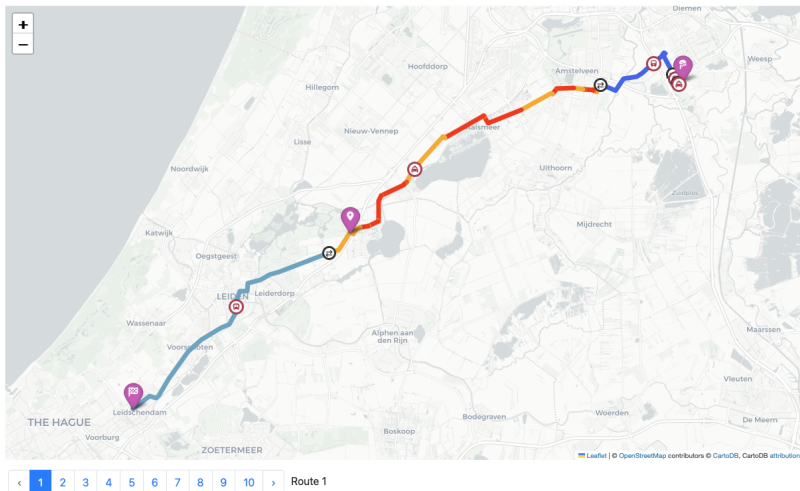 +
−
Diemen
Hoofddorp
Weesp
Amstelveen
Hillegom
Nieuw-Vennep
Lisse
Uithoorn
Noordwijk
Zuidplas
Mijdrecht
Katwijk
Oegstgeest
LEIDEN
Leiderdorp
Maarssen
Wassenaar
Alphen aan
den Rijn
Voorschoten
Vleuten
Leidschendam
THE HAGUE
Bodegraven
Woerden
De Meern
Voorburg
Boskoop
ZOETERMEER
Leaflet | © OpenStreetMap contributors © CartoDB, CartoDB attribution
‹ 1 2 3 4 5 6 7 8 9 10 › Route 1